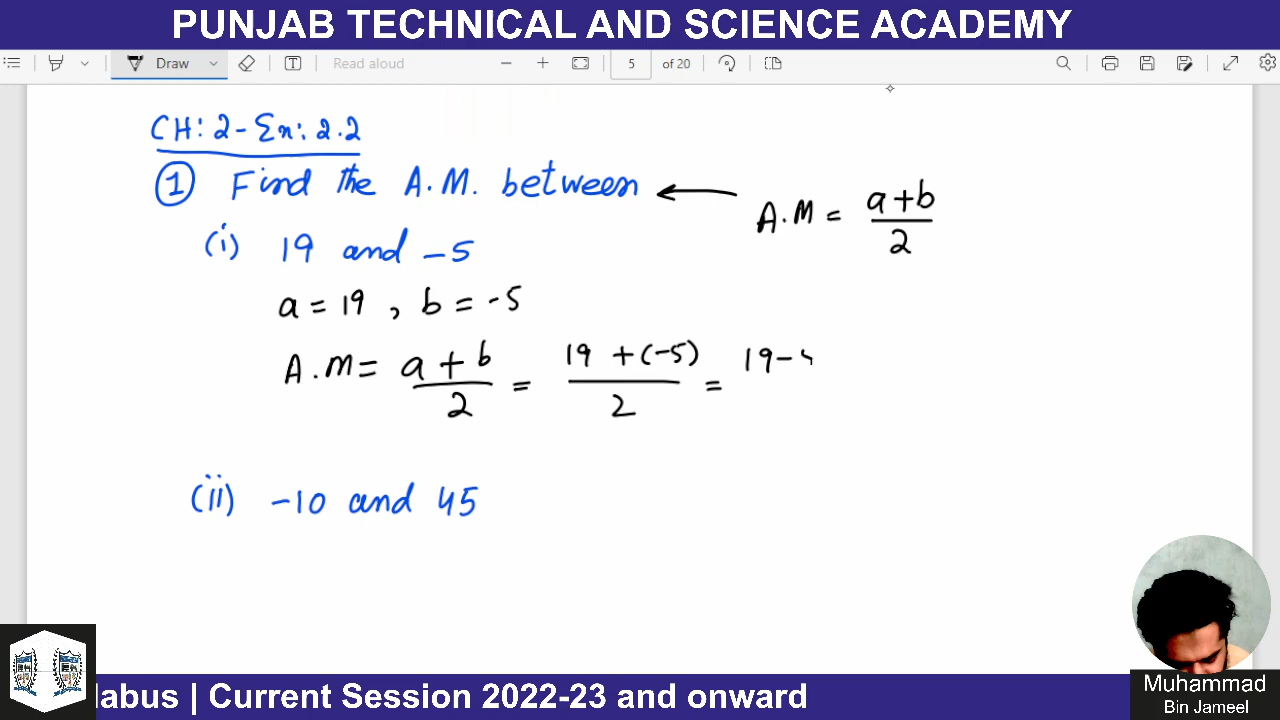 PUNJAB TECHNICAL AND SCIENCE ACADEMY
Draw Read aloud 5 of 20
CH: 2 - Ex: 2.2
① Find the A.M. between
A.M = a+b/2
(i) 19 and -5
a = 19 , b = -5
A.M = a+b/2 = 19 + (-5)/2 = 19-
(ii) -10 and 45
labus | Current Session 2022-23 and onward
Muhammad
Bin Jameel